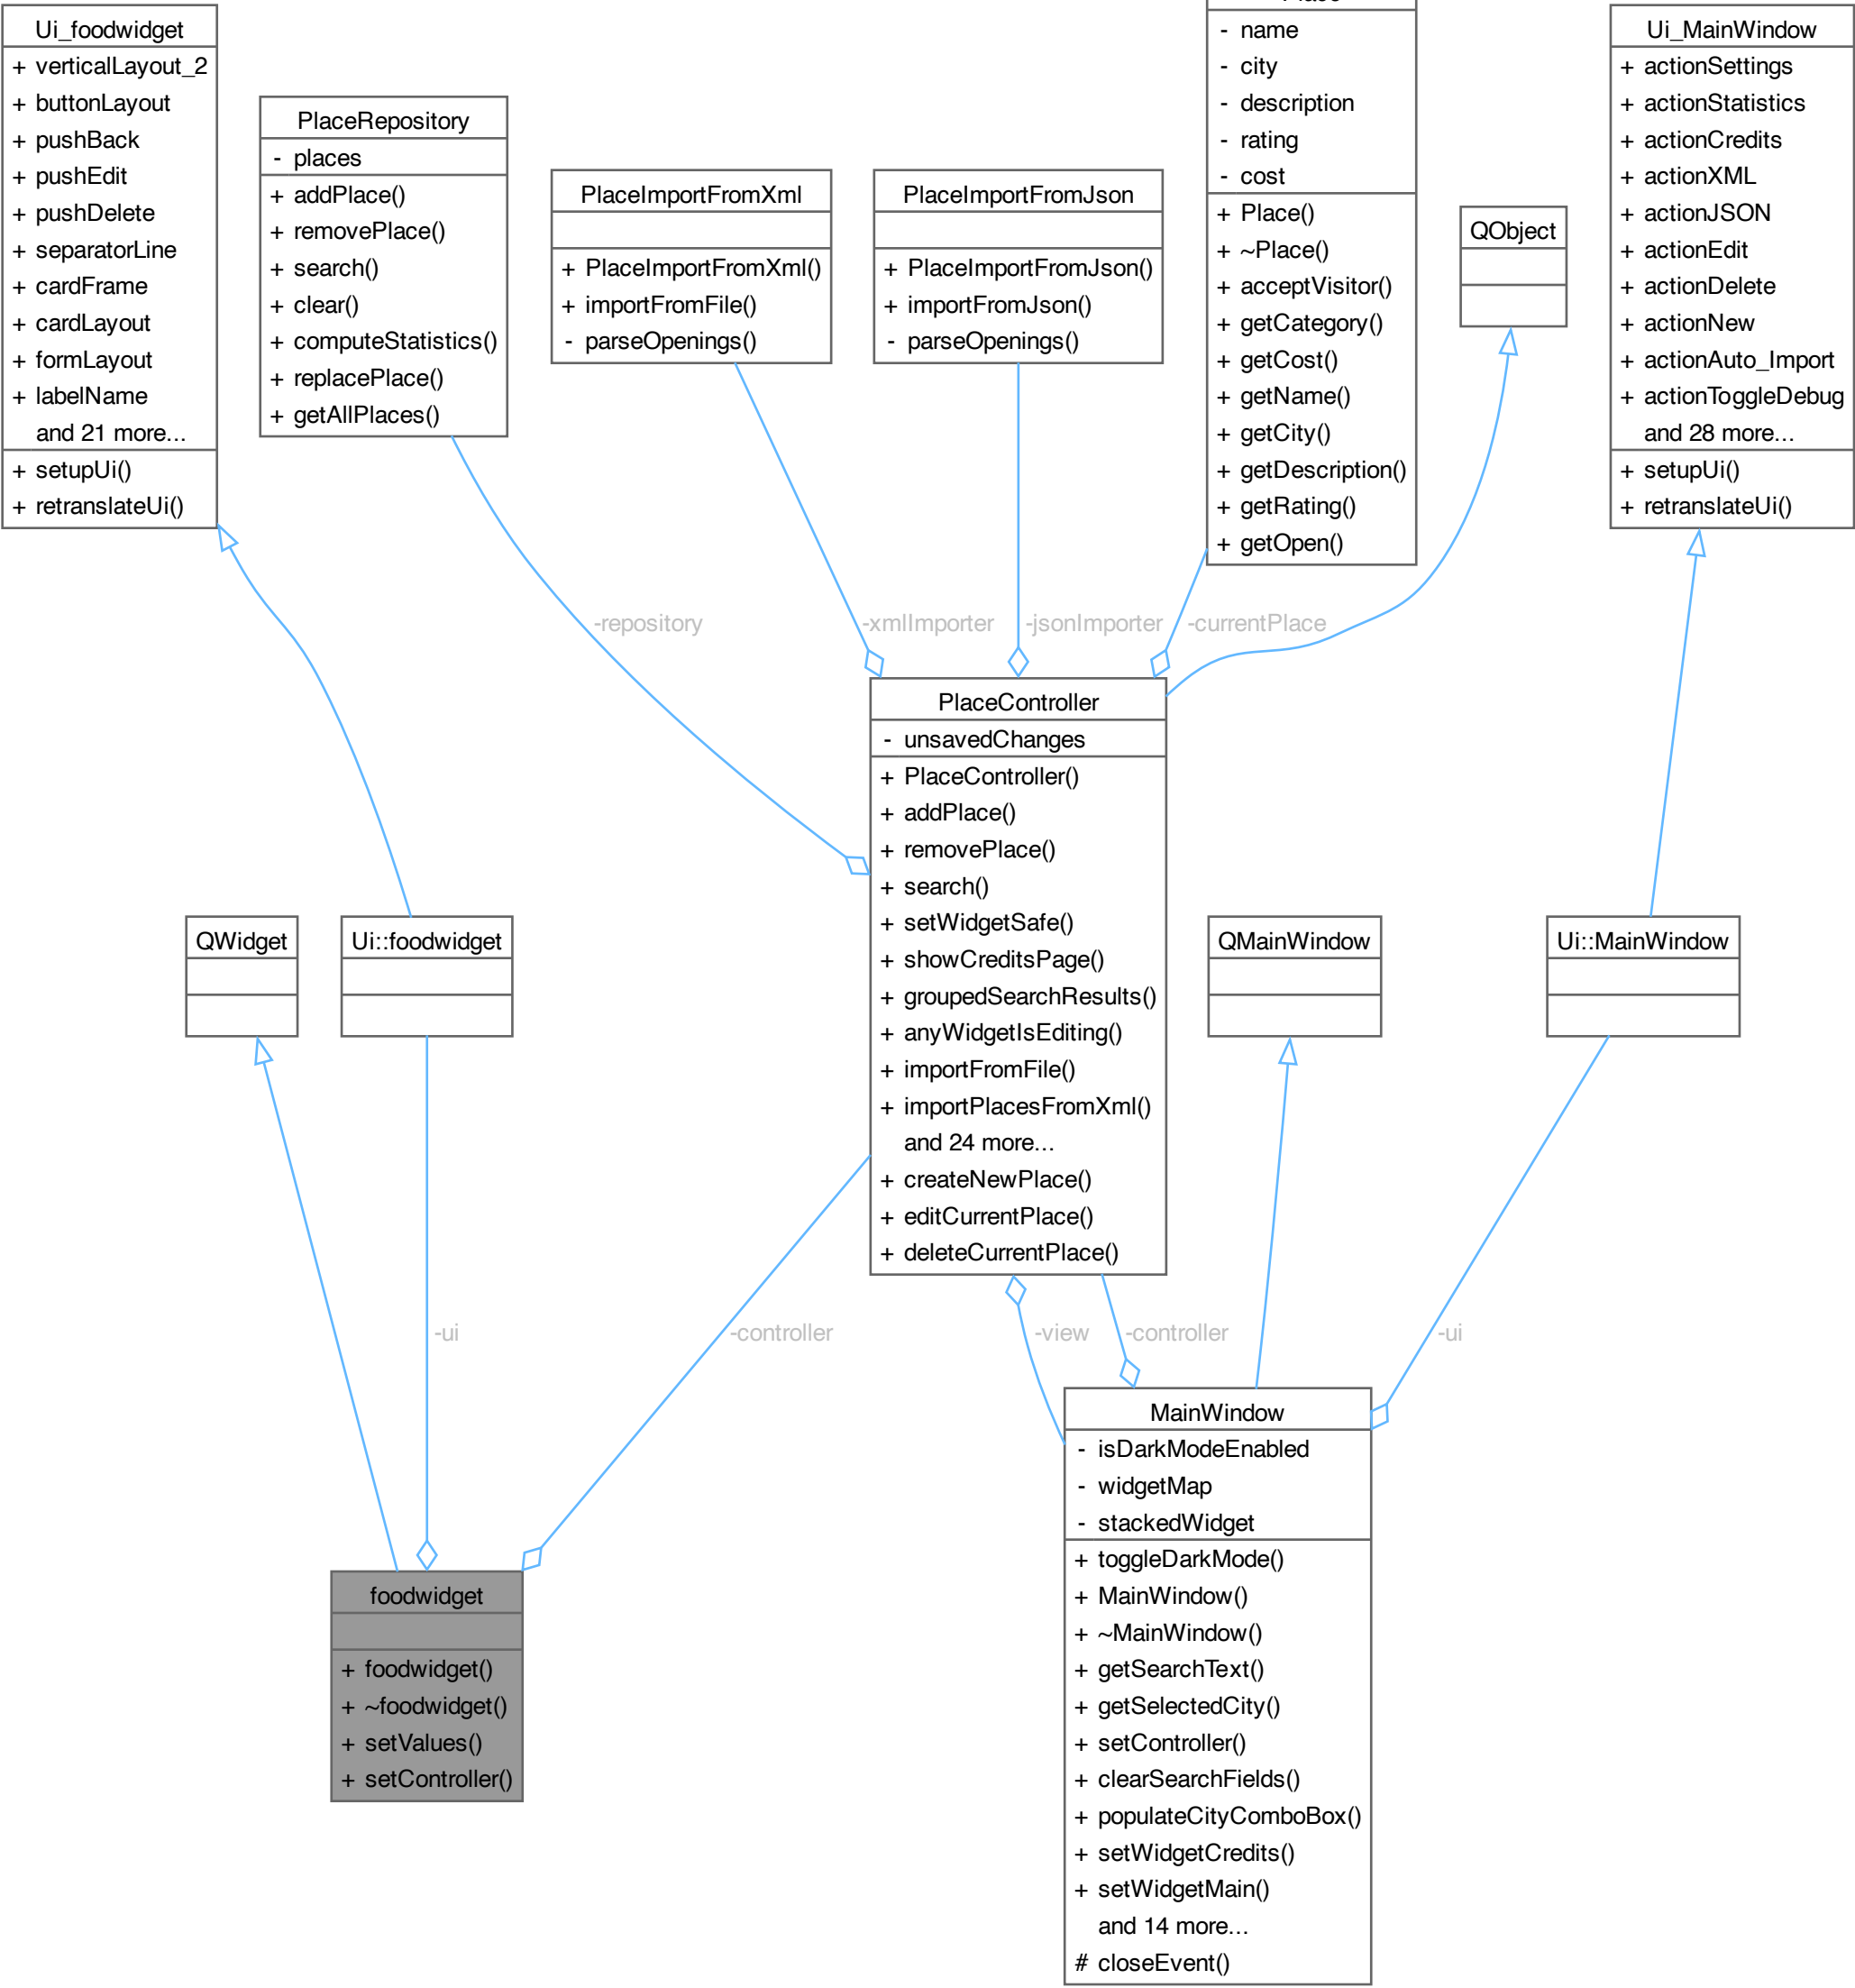 Ui_foodwidget
+ verticalLayout_2
+ buttonLayout
+ pushBack
+ pushEdit
+ pushDelete
+ separatorLine
+ cardFrame
+ cardLayout
+ formLayout
+ labelName
and 21 more...
+ setupUi()
+ retranslateUi()
PlaceRepository
- places
+ addPlace()
+ removePlace()
+ search()
+ clear()
+ computeStatistics()
+ replacePlace()
+ getAllPlaces()
PlaceImportFromXml
+ PlaceImportFromXml()
+ importFromFile()
- parseOpenings()
PlaceImportFromJson
+ PlaceImportFromJson()
+ importFromJson()
- parseOpenings()
Place
- name
- city
- description
- rating
- cost
+ Place()
+ ~Place()
+ acceptVisitor()
+ getCategory()
+ getCost()
+ getName()
+ getCity()
+ getDescription()
+ getRating()
+ getOpen()
QObject
Ui_MainWindow
+ actionSettings
+ actionStatistics
+ actionCredits
+ actionXML
+ actionJSON
+ actionEdit
+ actionDelete
+ actionNew
+ actionAuto_Import
+ actionToggleDebug
and 28 more...
+ setupUi()
+ retranslateUi()
-repository
-xmlImporter
-jsonImporter
-currentPlace
PlaceController
- unsavedChanges
+ PlaceController()
+ addPlace()
+ removePlace()
+ search()
+ setWidgetSafe()
+ showCreditsPage()
+ groupedSearchResults()
+ anyWidgetIsEditing()
+ importFromFile()
+ importPlacesFromXml()
and 24 more...
+ createNewPlace()
+ editCurrentPlace()
+ deleteCurrentPlace()
QWidget
Ui::foodwidget
QMainWindow
Ui::MainWindow
-ui
-controller
-view
-controller
-ui
foodwidget
+ foodwidget()
+ ~foodwidget()
+ setValues()
+ setController()
MainWindow
- isDarkModeEnabled
- widgetMap
- stackedWidget
+ toggleDarkMode()
+ MainWindow()
+ ~MainWindow()
+ getSearchText()
+ getSelectedCity()
+ setController()
+ clearSearchFields()
+ populateCityComboBox()
+ setWidgetCredits()
+ setWidgetMain()
and 14 more...
# closeEvent()